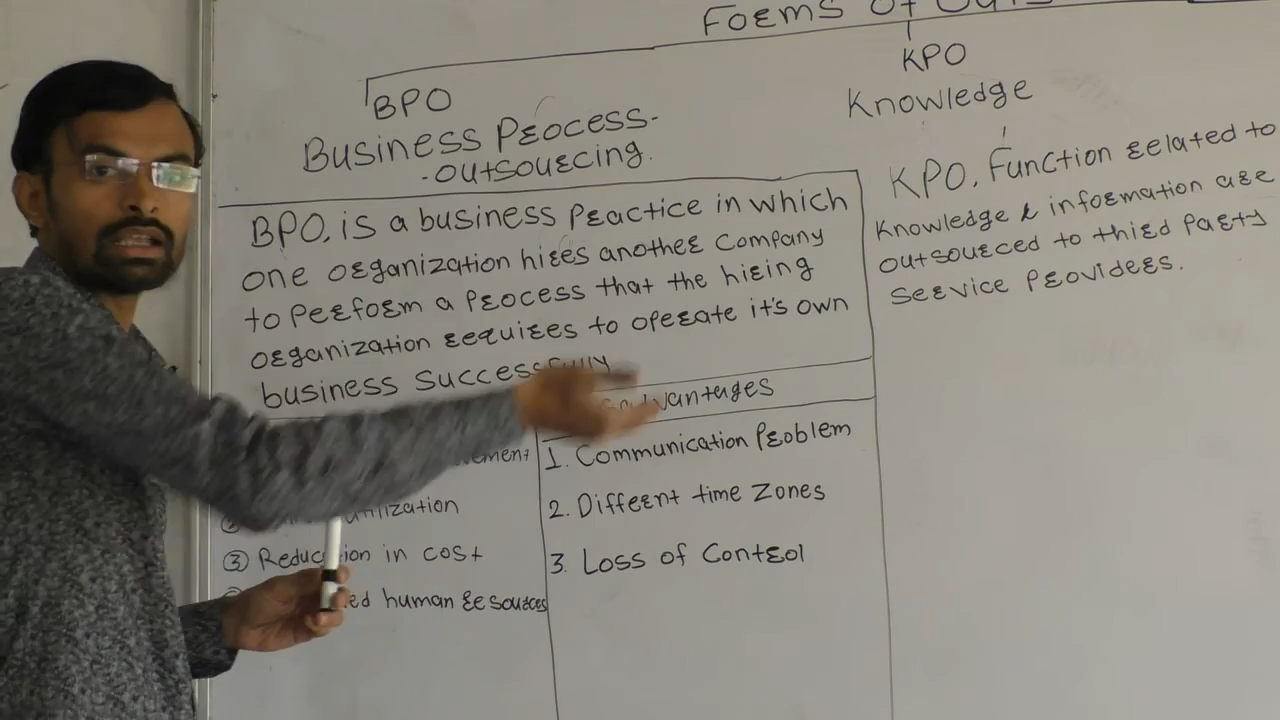 Forms of
BPO
KPO
Business Process-
-outsourcing.
Knowledge
BPO. is a business practice in which
one organization hires another company
to perform a process that the hiring
organization requires to operate it's own
business successfully
KPO. Function related to
Knowledge & information are
outsourced to third party
service providers.
③ Reduction in cost
human resources
1. Communication Problem
2. Differnt time zones
3. Loss of Control